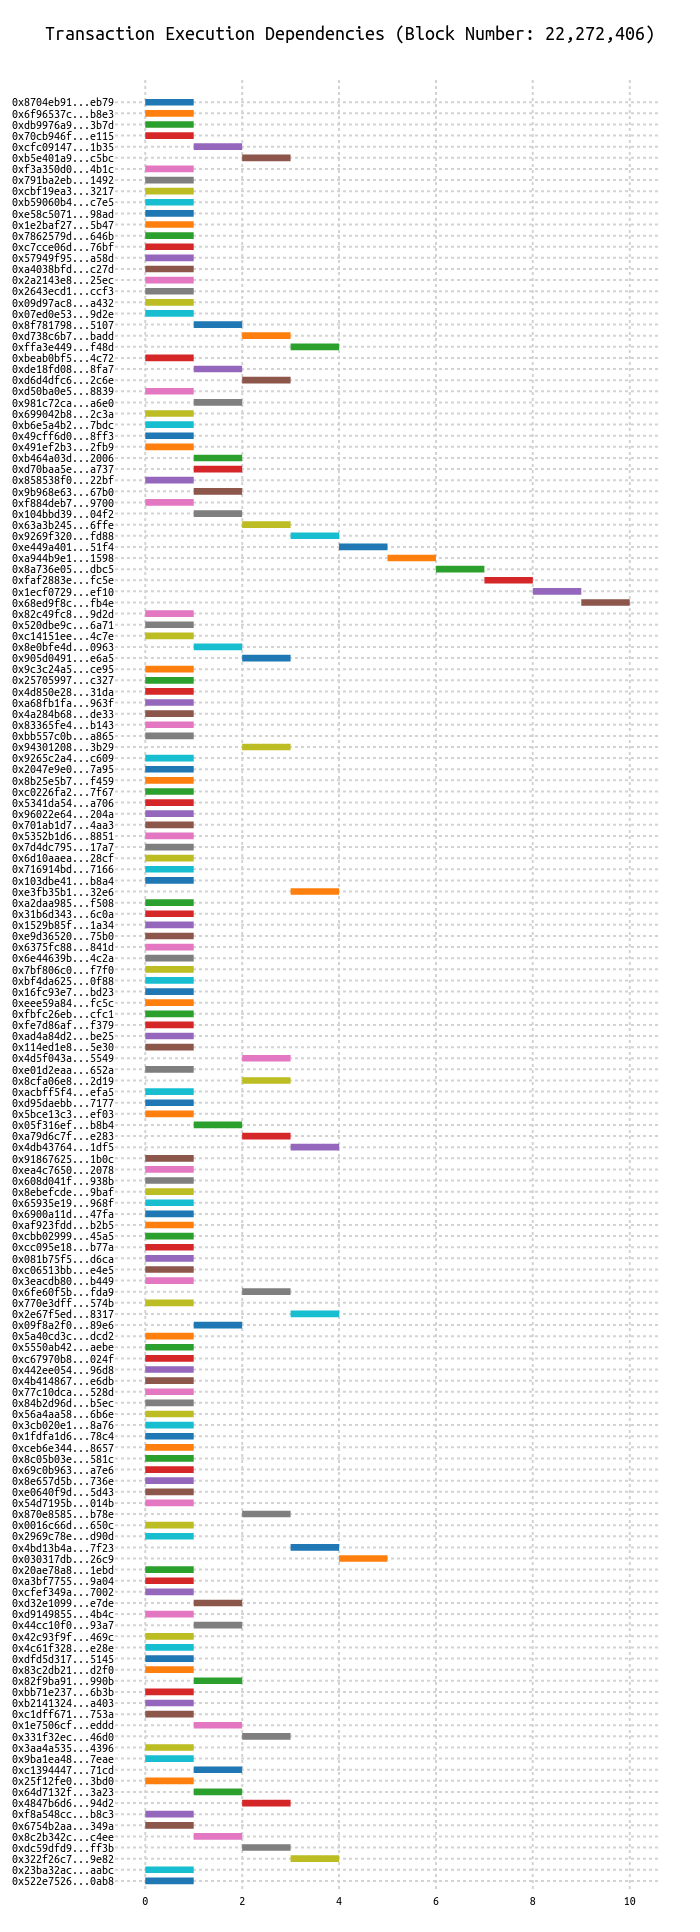 Transaction Execution Dependencies (Block Number: 22,272,406)
0x8704eb91...eb79
0x6f96537c...b8e3
0xdb9976a9...3b7d
0x70cb946f...e115
0xcfc09147...1b35
0xb5e401a9...c5bc
0xf3a350d0...4b1c
0x791ba2eb...1492
0xcbf19ea3...3217
0xb59060b4...c7e5
0xe58c5071...98ad
0x1e2baf27...5b47
0x7862579d...646b
0xc7cce06d...76bf
0x57949f95...a58d
0xa4038bfd...c27d
0x2a2143e8...25ec
0x2643ecd1...ccf3
0x09d97ac8...a432
0x07ed0e53...9d2e
0x8f781798...5107
0xd738c6b7...badd
0xffa3e449...f48d
0xbeab0bf5...4c72
0xde18fd08...8fa7
0xd6d4dfc6...2c6e
0xd50ba0e5...8839
0x981c72ca...a6e0
0x699042b8...2c3a
0xb6e5a4b2...7bdc
0x49cff6d0...8ff3
0x491ef2b3...2fb9
0xb464a03d...2006
0xd70baa5e...a737
0x858538f0...22bf
0x9b968e63...67b0
0xf884deb7...9700
0x104bbd39...04f2
0x63a3b245...6ffe
0x9269f320...fd88
0xe449a401...51f4
0xa944b9e1...1598
0x8a736e05...dbc5
0xfaf2883e...fc5e
0x1ecf0729...ef10
0x68ed9f8c...fb4e
0x82c49fc8...9d2d
0x520dbe9c...6a71
0xc14151ee...4c7e
0x8e0bfe4d...0963
0x905d0491...e6a5
0x9c3c24a5...ce95
0x25705997...c327
0x4d850e28...31da
0xa68fb1fa...963f
0x4a284b68...de33
0x83365fe4...b143
0xbb557c0b...a865
0x94301208...3b29
0x9265c2a4...c609
0x2047e9e0...7a95
0x8b25e5b7...f459
0xc0226fa2...7f67
0x5341da54...a706
0x96022e64...204a
0x701ab1d7...4aa3
0x5352b1d6...8851
0x7d4dc795...17a7
0x6d10aaea...28cf
0x716914bd...7166
0x103dbe41...b8a4
0xe3fb35b1...32e6
0xa2daa985...f508
0x31b6d343...6c0a
0x1529b85f...1a34
0xe9d36520...75b0
0x6375fc88...841d
0x6e44639b...4c2a
0x7bf806c0...f7f0
0xbf4da625...0f88
0x16fc93e7...bd23
0xeee59a84...fc5c
0xfbfc26eb...cfc1
0xfe7d86af...f379
0xad4a84d2...be25
0x114ed1e8...5e30
0x4d5f043a...5549
0xe01d2eaa...652a
0x8cfa06e8...2d19
0xacbff5f4...efa5
0xd95daebb...7177
0x5bce13c3...ef03
0x05f316ef...b8b4
0xa79d6c7f...e283
0x4db43764...1df5
0x91867625...1b0c
0xea4c7650...2078
0x608d041f...938b
0x8ebefcde...9baf
0x65935e19...968f
0x6900a11d...47fa
0xaf923fdd...b2b5
0xcbb02999...45a5
0xcc095e18...b77a
0x081b75f5...d6ca
0xc06513bb...e4e5
0x3eacdb80...b449
0x6fe60f5b...fda9
0x770e3dff...574b
0x2e67f5ed...8317
0x09f8a2f0...89e6
0x5a40cd3c...dcd2
0x5550ab42...aebe
0xc67970b8...024f
0x442ee054...96d8
0x4b414867...e6db
0x77c10dca...528d
0x84b2d96d...b5ec
0x56a4aa58...6b6e
0x3cb020e1...8a76
0x1fdfa1d6...78c4
0xceb6e344...8657
0x8c05b03e...581c
0x69c0b963...a7e6
0x8e657d5b...736e
0xe0640f9d...5d43
0x54d7195b...014b
0x870e8585...b78e
0x0016c66d...650c
0x2969c78e...d90d
0x4bd13b4a...7f23
0x030317db...26c9
0x20ae78a8...1ebd
0xa3bf7755...9a04
0xcfef349a...7002
0xd32e1099...e7de
0xd9149855...4b4c
0x44cc10f0...93a7
0x42c93f9f...469c
0x4c61f328...e28e
0xdfd5d317...5145
0x83c2db21...d2f0
0x82f9ba91...990b
0xbb71e237...6b3b
0xb2141324...a403
0xc1dff671...753a
0x1e7506cf...eddd
0x331f32ec...46d0
0x3aa4a535...4396
0x9ba1ea48...7eae
0xc1394447...71cd
0x25f12fe0...3bd0
0x64d7132f...3a23
0x4847b6d6...94d2
0xf8a548cc...b8c3
0x6754b2aa...349a
0x8c2b342c...c4ee
0xdc59dfd9...ff3b
0x322f26c7...9e82
0x23ba32ac...aabc
0x522e7526...0ab8
0 2 4 6 8 10